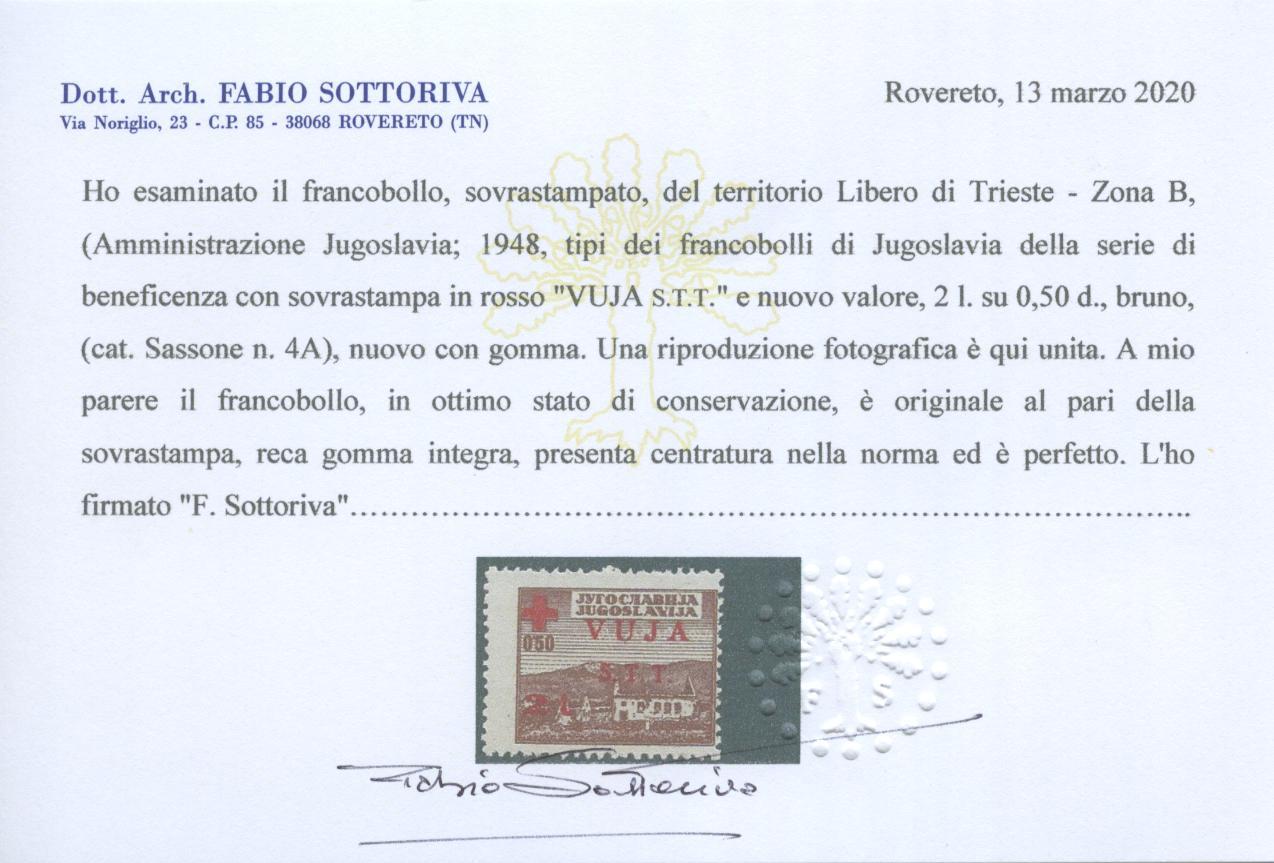 Dott. Arch. FABIO SOTTORIVA
Via Noriglio, 23 - C.P. 85 - 38068 ROVERETO (TN)
Rovereto, 13 marzo 2020
Ho esaminato il francobollo, sovrastampato, del territorio Libero di Trieste - Zona B,
(Amministrazione Jugoslavia; 1948, tipi dei francobolli di Jugoslavia della serie di
beneficenza con sovrastampa in rosso "VUJA S.T.T." e nuovo valore, 2 l. su 0,50 d., bruno,
(cat. Sassone n. 4A), nuovo con gomma. Una riproduzione fotografica è qui unita. A mio
parere il francobollo, in ottimo stato di conservazione, è originale al pari della
sovrastampa, reca gomma integra, presenta centratura nella norma ed è perfetto. L'ho
firmato "F. Sottoriva"..........................................................................................
ЈУГОСЛАВИЈА
JUGOSLAVIJA
VUJA
0'50
S.T.T
2 L
F S
Fabio Sottoriva